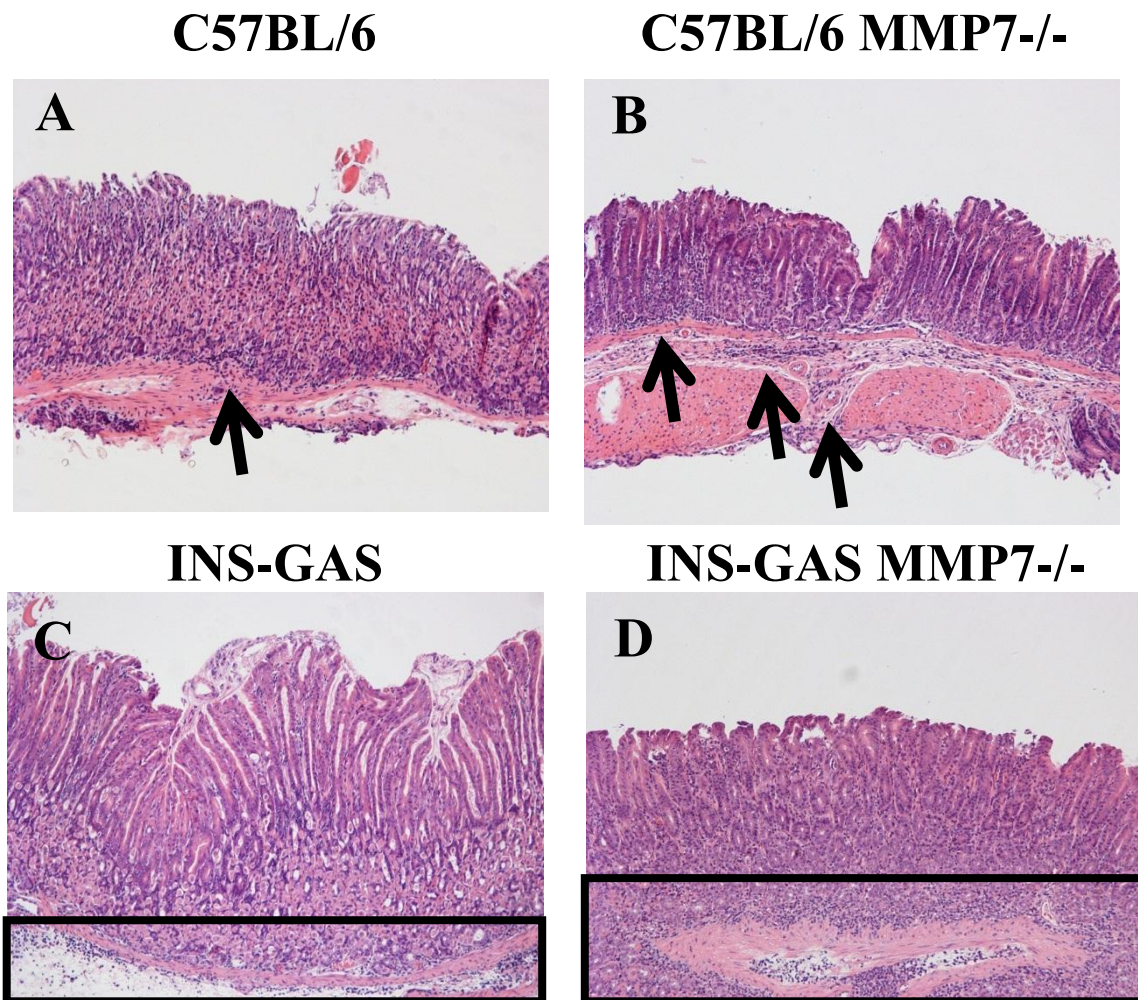 C57BL/6
C57BL/6 MMP7-/-
A
B
INS-GAS
INS-GAS MMP7-/-
C
D